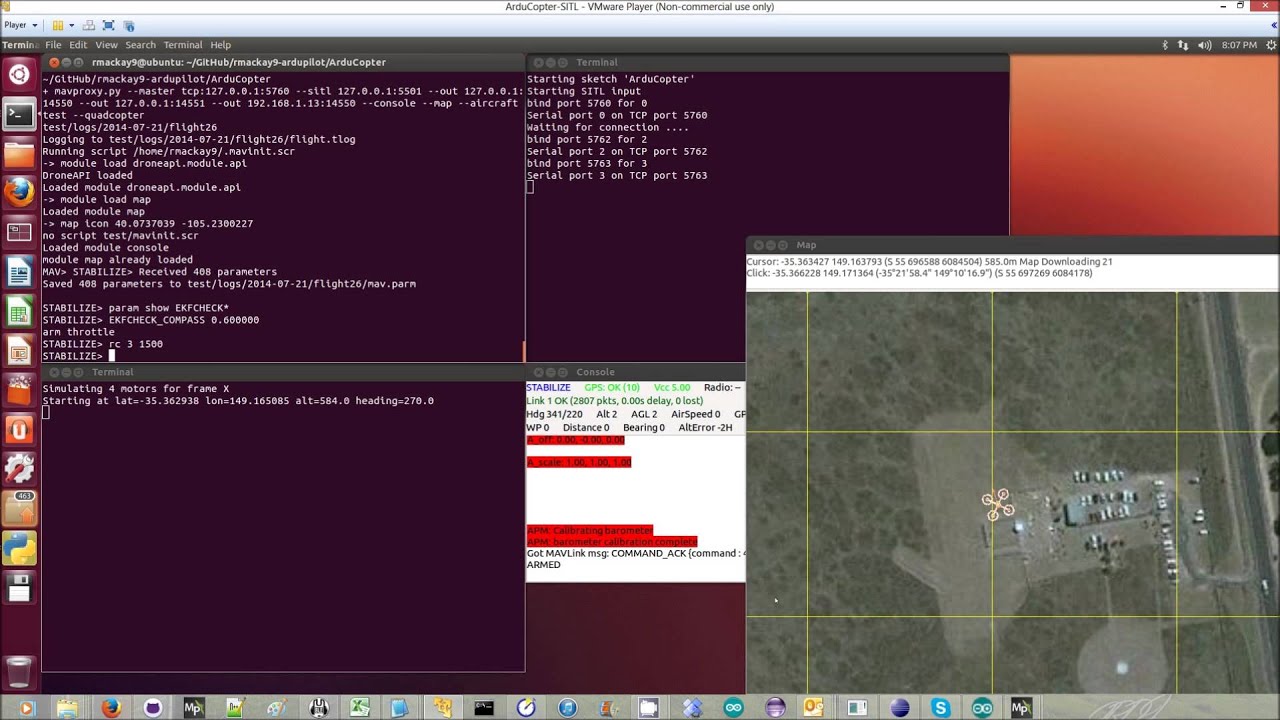 ArduCopter-SITL - VMware Player (Non-commercial use only)
Player
Termina File Edit View Search Terminal Help
8:07 PM
rmackay9@ubuntu: ~/GitHub/rmackay9-ardupilot/ArduCopter
~/GitHub/rmackay9-ardupilot/ArduCopter
+ mavproxy.py --master tcp:127.0.0.1:5760 --sitl 127.0.0.1:5501 --out 127.0.0.1:
14550 --out 127.0.0.1:14551 --out 192.168.1.13:14550 --console --map --aircraft
test --quadcopter
test/logs/2014-07-21/flight26
Logging to test/logs/2014-07-21/flight26/flight.tlog
Running script /home/rmackay9/.mavinit.scr
-> module load droneapi.module.api
DroneAPI loaded
Loaded module droneapi.module.api
-> module load map
Loaded module map
-> map icon 40.0737039 -105.2300227
no script test/mavinit.scr
Loaded module console
module map already loaded
MAV> STABILIZE> Received 408 parameters
Saved 408 parameters to test/logs/2014-07-21/flight26/mav.parm
STABILIZE> param show EKFCHECK*
STABILIZE> EKFCHECK_COMPASS 0.600000
arm throttle
STABILIZE> rc 3 1500
STABILIZE>
Terminal
Starting sketch 'ArduCopter'
Starting SITL input
bind port 5760 for 0
Serial port 0 on TCP port 5760
Waiting for connection ....
bind port 5762 for 2
Serial port 2 on TCP port 5762
bind port 5763 for 3
Serial port 3 on TCP port 5763
Terminal
Simulating 4 motors for frame X
Starting at lat=-35.362938 lon=149.165085 alt=584.0 heading=270.0
Console
STABILIZE GPS: OK (10) Vcc 5.00 Radio: --
Link 1 OK (2807 pkts, 0.00s delay, 0 lost)
Hdg 341/220 Alt 2 AGL 2 AirSpeed 0 GP
WP 0 Distance 0 Bearing 0 AltError -2H
A_off: 0.00, -0.00, 0.00
A_scale: 1.00, 1.00, 1.00
APM: Calibrating barometer
APM: barometer calibration complete
Got MAVLink msg: COMMAND_ACK {command : 4
ARMED
Map
Cursor: -35.363427 149.163793 (S 55 696588 6084504) 585.0m Map Downloading 21
Click: -35.366228 149.171364 (-35°21'58.4" 149°10'16.9") (S 55 697269 6084178)
463